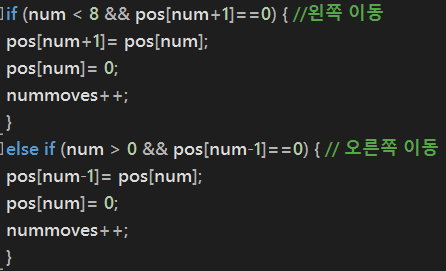 if (num < 8 && pos[num+1]==0) { //왼쪽 이동
pos[num+1]= pos[num];
pos[num]= 0;
nummoves++;
}
else if (num > 0 && pos[num-1]==0) { // 오른쪽 이동
pos[num-1]= pos[num];
pos[num]= 0;
nummoves++;
}